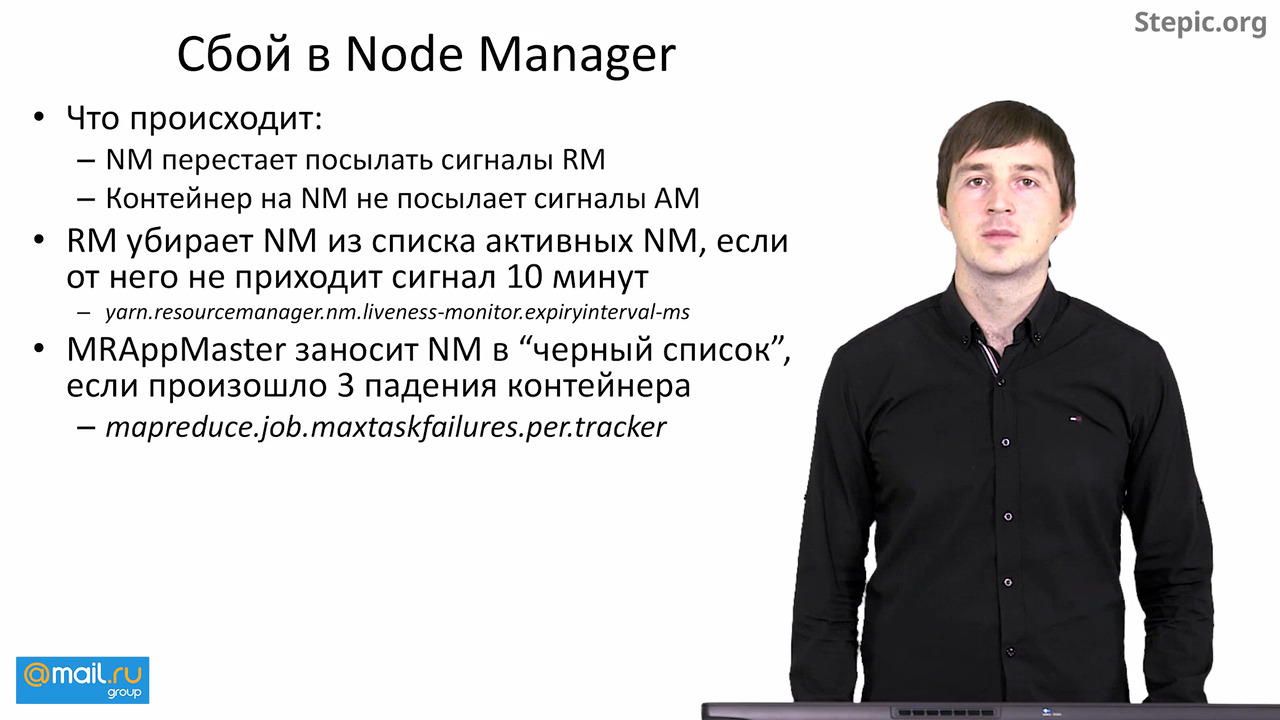 Stepic.org
Сбой в Node Manager
• Что происходит:
– NM перестает посылать сигналы RM
– Контейнер на NM не посылает сигналы AM
• RM убирает NM из списка активных NM, если
от него не приходит сигнал 10 минут
– yarn.resourcemanager.nm.liveness-monitor.expiryinterval-ms
• MRAppMaster заносит NM в “черный список”,
если произошло 3 падения контейнера
– mapreduce.job.maxtaskfailures.per.tracker
@mail.ru
group